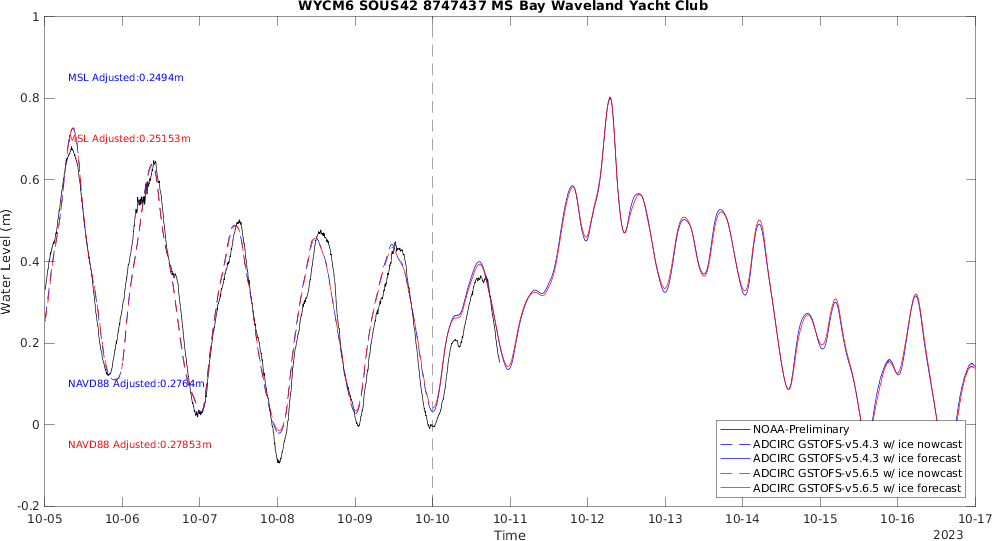 WYCM6 SOUS42 8747437 MS Bay Waveland Yacht Club
1
0.8
0.6
0.4
0.2
0
-0.2
Water Level (m)
MSL Adjusted:0.2494m
MSL Adjusted:0.25153m
NAVD88 Adjusted:0.2764m
NAVD88 Adjusted:0.27853m
NOAA-Preliminary
ADCIRC GSTOFS-v5.4.3 w/ ice nowcast
ADCIRC GSTOFS-v5.4.3 w/ ice forecast
ADCIRC GSTOFS-v5.6.5 w/ ice nowcast
ADCIRC GSTOFS-v5.6.5 w/ ice forecast
10-05 10-06 10-07 10-08 10-09 10-10 10-11 10-12 10-13 10-14 10-15 10-16 10-17
Time
2023